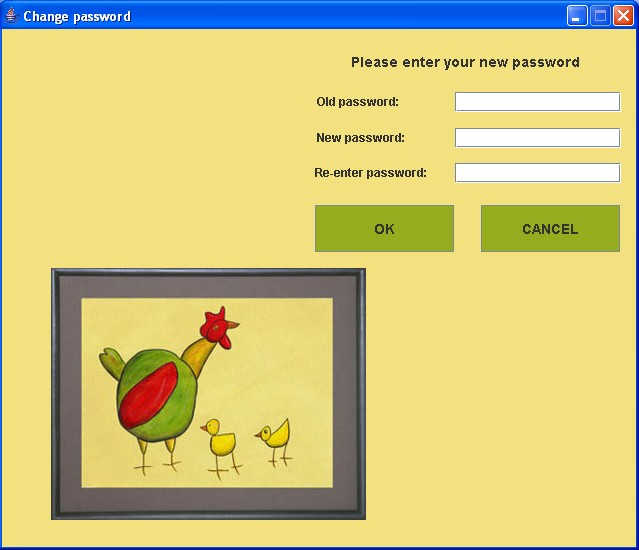 Change password
Please enter your new password
Old password:
New password:
Re-enter password:
OK
CANCEL